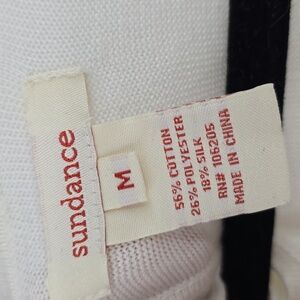 sundance
M
56% COTTON
26% POLYESTER
18% SILK
RN# 106205
MADE IN CHINA